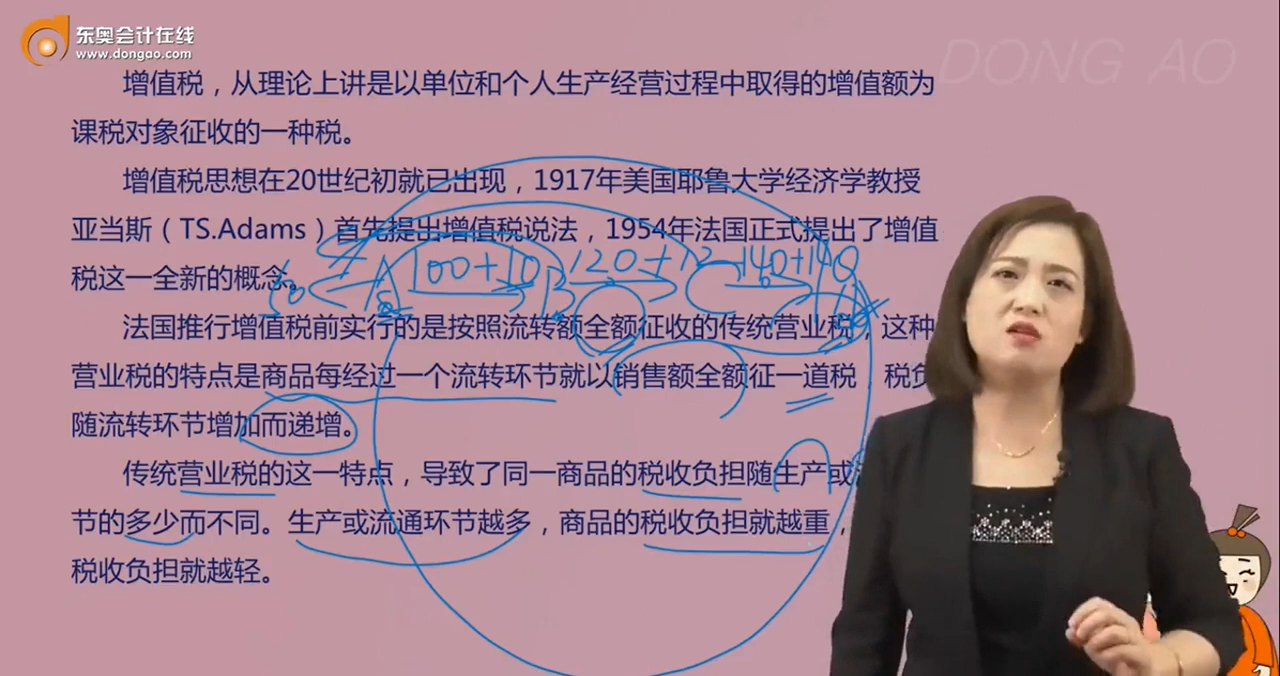 东奥会计在线
www.dongao.com
DONG AO
增值税，从理论上讲是以单位和个人生产经营过程中取得的增值额为
课税对象征收的一种税。
增值税思想在20世纪初就已出现，1917年美国耶鲁大学经济学教授
亚当斯（TS.Adams）首先提出增值税说法，1954年法国正式提出了增值
税这一全新的概念。
50 100+10 120+12 140+14
法国推行增值税前实行的是按照流转额全额征收的传统营业税，这种
营业税的特点是商品每经过一个流转环节就以销售额全额征一道税，税负
随流转环节增加而递增。
传统营业税的这一特点，导致了同一商品的税收负担随生产或
节的多少而不同。生产或流通环节越多，商品的税收负担就越重，
税收负担就越轻。